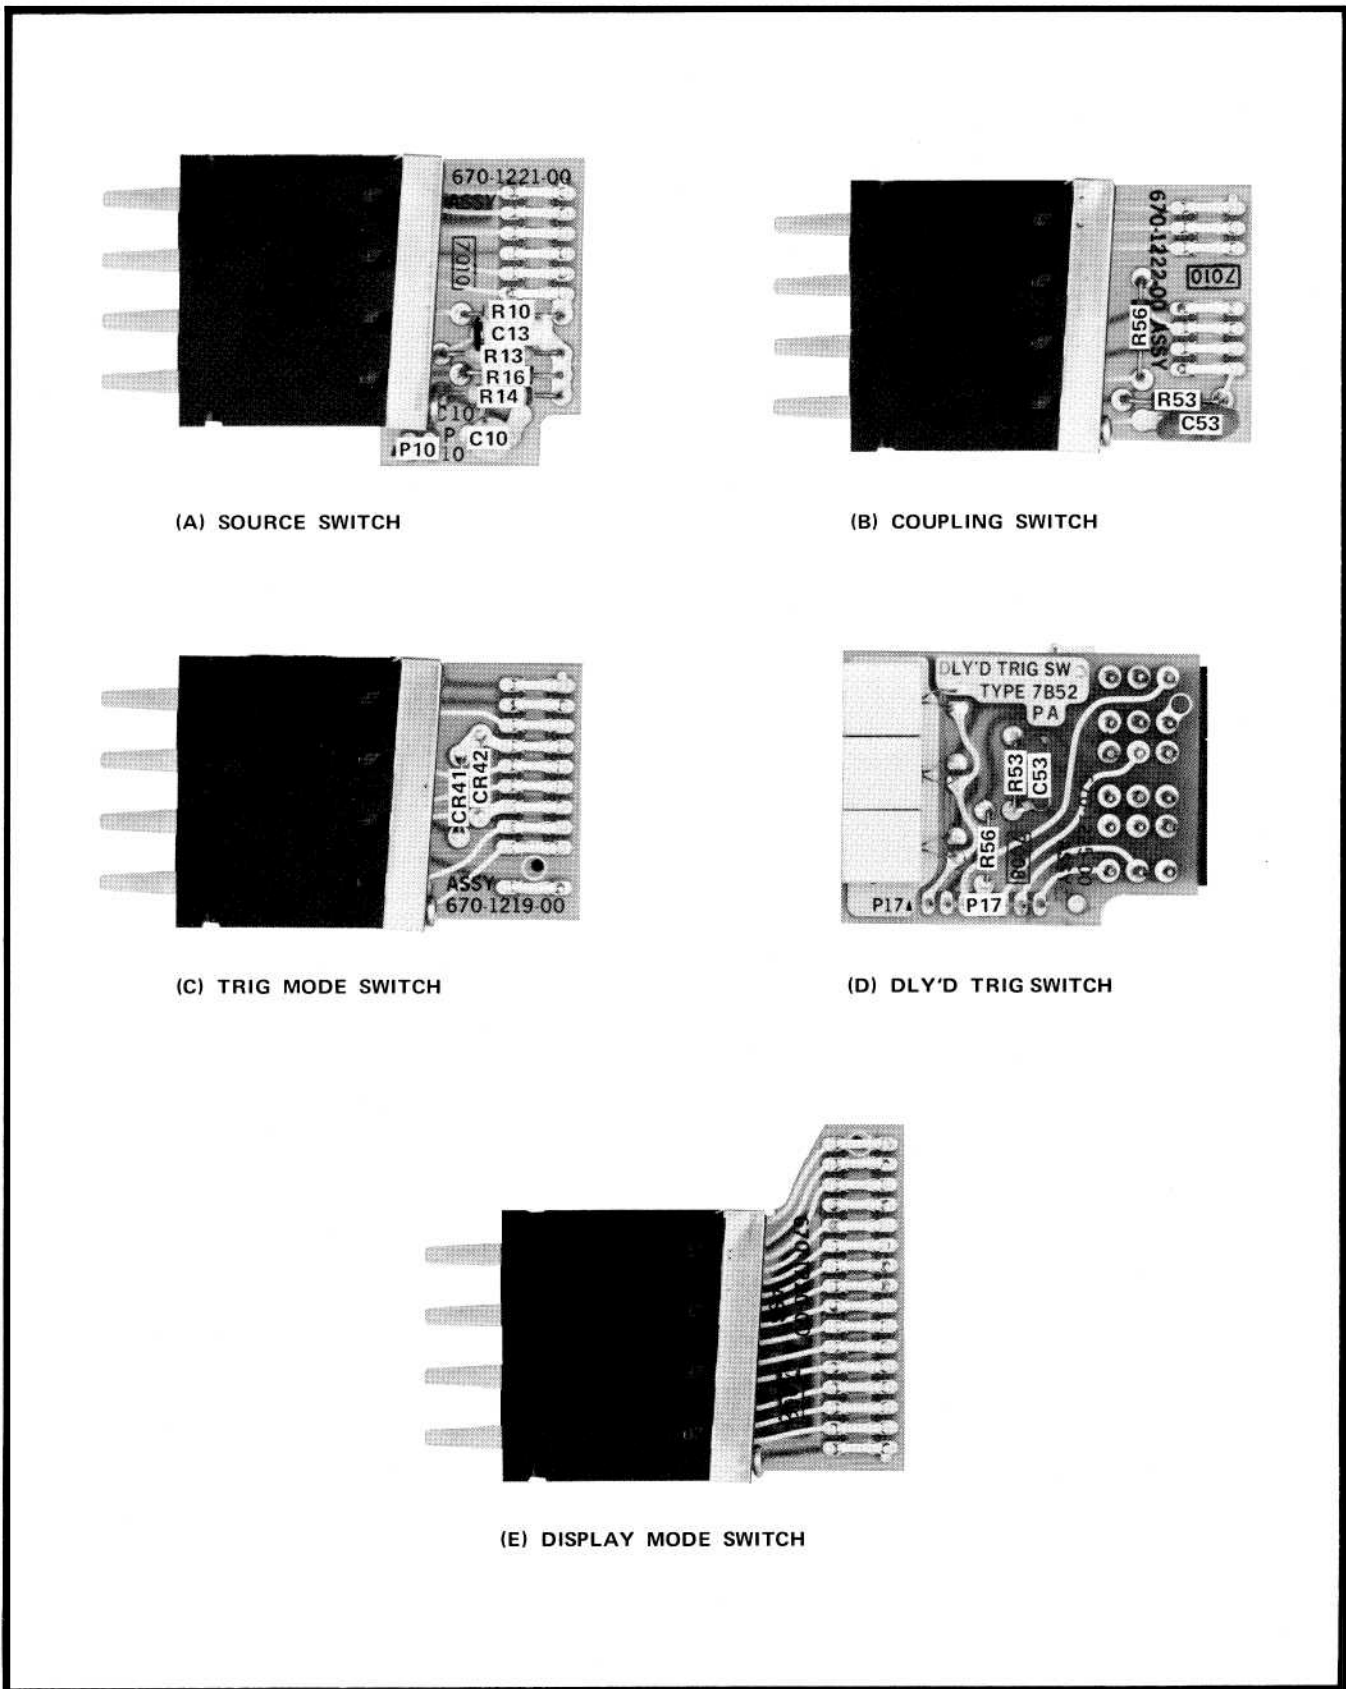 670-1221-00
ASSY
7010
R10
C13
R13
R16
R14
C10
P
10
C10
P10
(A) SOURCE SWITCH
670-1222-00 ASSY
7010
R56
R53
C53
(B) COUPLING SWITCH
CR41
CR42
ASSY
670-1219-00
(C) TRIG MODE SWITCH
DLY'D TRIG SW
TYPE 7B52
P A
R53
C53
R56
P17
P17
(D) DLY'D TRIG SWITCH
(E) DISPLAY MODE SWITCH